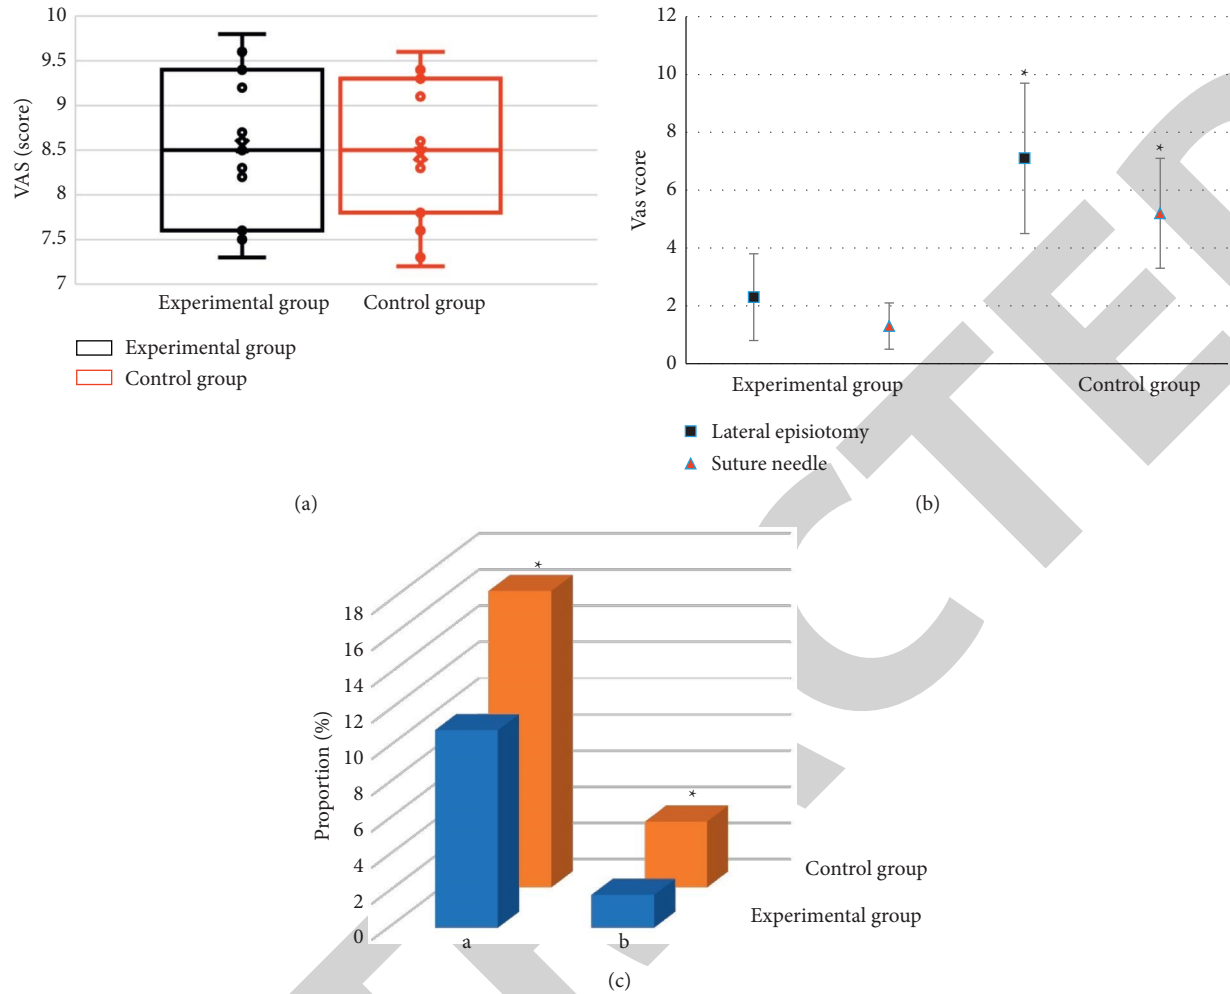 10
9.5
9
8.5
8
7.5
7
VAS (score)
Experimental group
Control group
Experimental group
Control group
(a)
12
10
8
6
4
2
0
Vas vcore
*
*
Experimental group
Control group
Lateral episiotomy
Suture needle
(b)
18
16
14
12
10
8
6
4
2
0
Proportion (%)
*
*
a
b
Control group
Experimental group
(c)